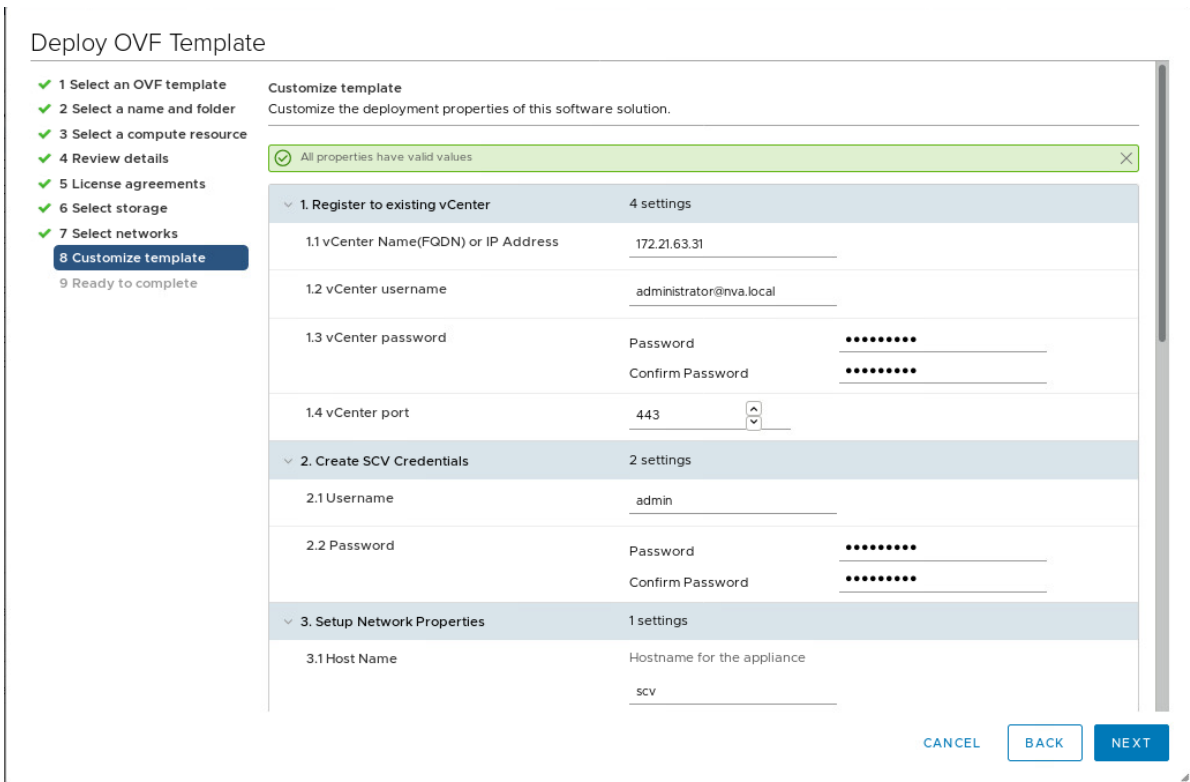 Deploy OVF Template
1 Select an OVF template
2 Select a name and folder
3 Select a compute resource
4 Review details
5 License agreements
6 Select storage
7 Select networks
8 Customize template
9 Ready to complete
Customize template
Customize the deployment properties of this software solution.
All properties have valid values
1. Register to existing vCenter 4 settings
1.1 vCenter Name(FQDN) or IP Address 172.21.63.31
1.2 vCenter username administrator@nva.local
1.3 vCenter password Password •••••••••
Confirm Password •••••••••
1.4 vCenter port 443
2. Create SCV Credentials 2 settings
2.1 Username admin
2.2 Password Password •••••••••
Confirm Password •••••••••
3. Setup Network Properties 1 settings
3.1 Host Name Hostname for the appliance
scv
CANCEL BACK NEXT